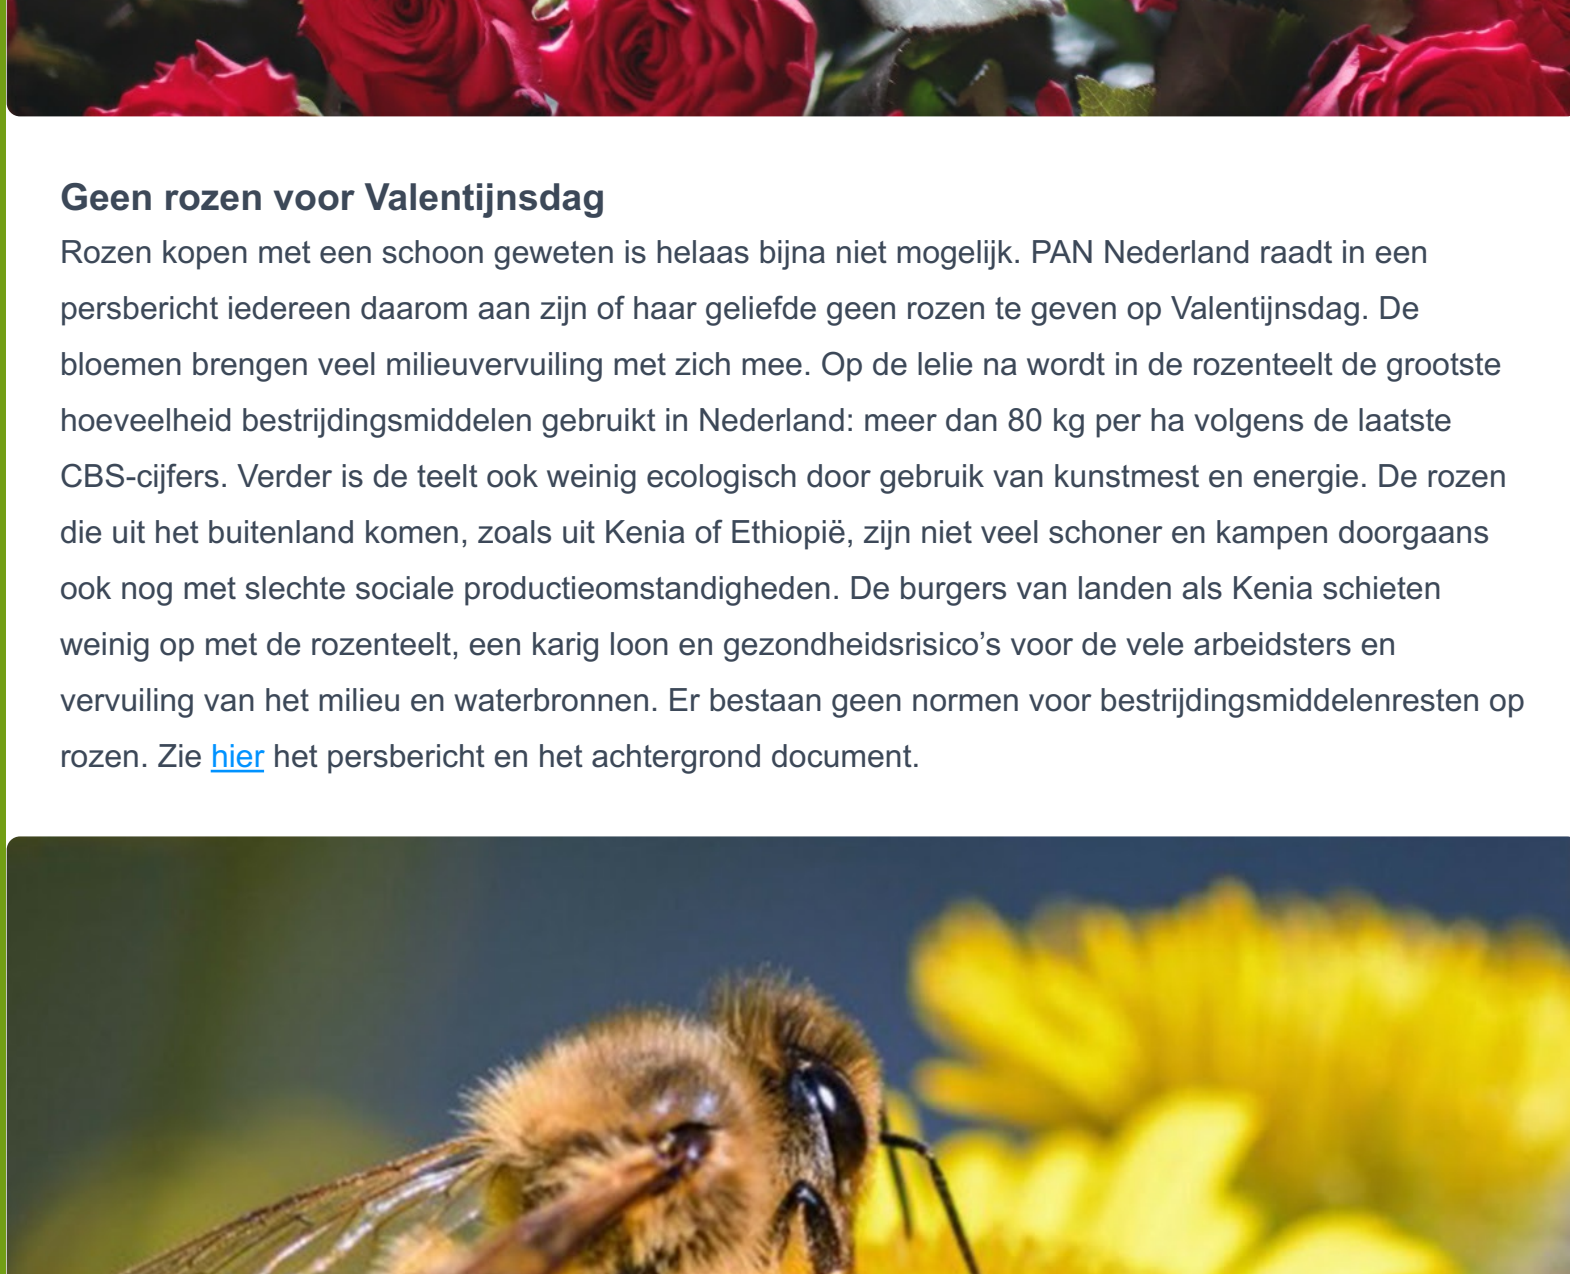 Geen rozen voor Valentijnsdag
Rozen kopen met een schoon geweten is helaas bijna niet mogelijk. PAN Nederland raadt in een
persbericht iedereen daarom aan zijn of haar geliefde geen rozen te geven op Valentijnsdag. De
bloemen brengen veel milieuvervuiling met zich mee. Op de lelie na wordt in de rozenteelt de grootste
hoeveelheid bestrijdingsmiddelen gebruikt in Nederland: meer dan 80 kg per ha volgens de laatste
CBS-cijfers. Verder is de teelt ook weinig ecologisch door gebruik van kunstmest en energie. De rozen
die uit het buitenland komen, zoals uit Kenia of Ethiopië, zijn niet veel schoner en kampen doorgaans
ook nog met slechte sociale productieomstandigheden. De burgers van landen als Kenia schieten
weinig op met de rozenteelt, een karig loon en gezondheidsrisico’s voor de vele arbeidsters en
vervuiling van het milieu en waterbronnen. Er bestaan geen normen voor bestrijdingsmiddelenresten op
rozen. Zie hier het persbericht en het achtergrond document.